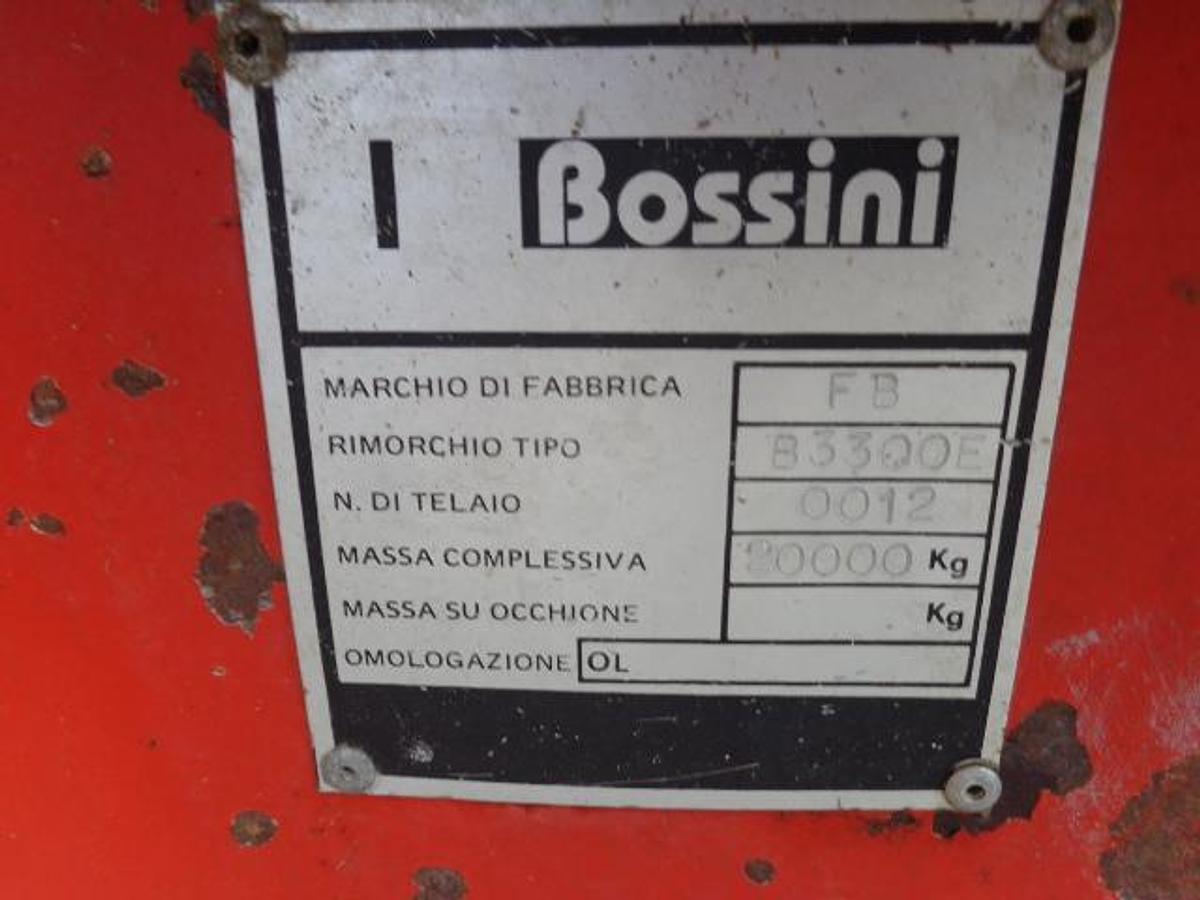 I Bossini
MARCHIO DI FABBRICA FB
RIMORCHIO TIPO B3300E
N. DI TELAIO 0012
MASSA COMPLESSIVA 20000 Kg
MASSA SU OCCHIONE Kg
OMOLOGAZIONE OL